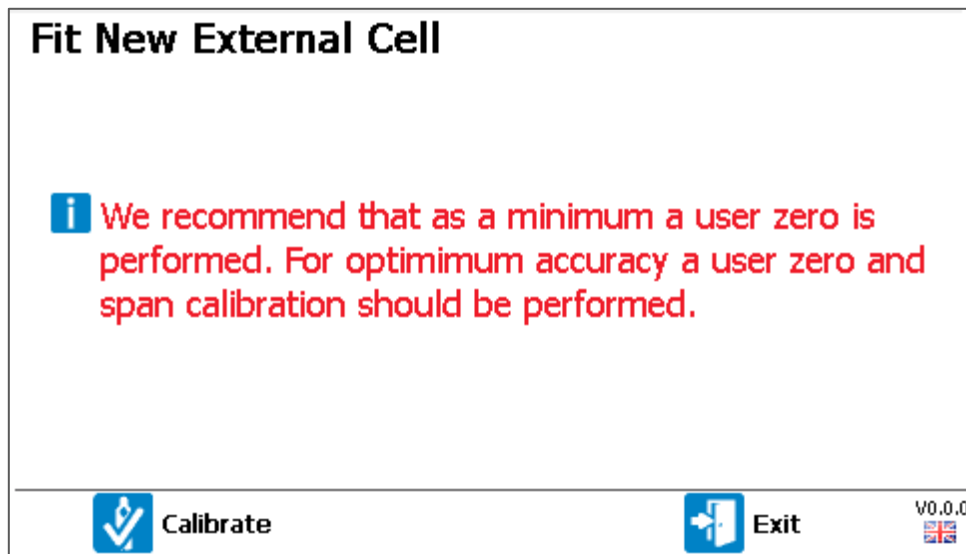 Fit New External Cell
i We recommend that as a minimum a user zero is
performed. For optimimum accuracy a user zero and
span calibration should be performed.
Calibrate
Exit
V0.0.0